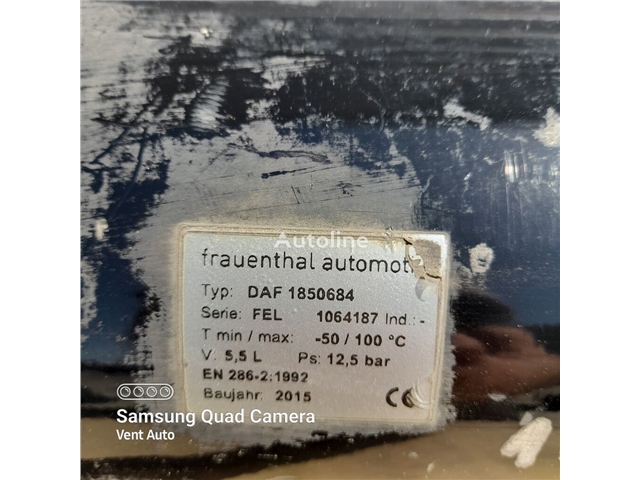 Autoline
frauenthal automoti
Typ: DAF 1850684
Serie: FEL 1064187 Ind.: -
T min / max: -50 / 100 °C
V: 5,5 L Ps: 12,5 bar
EN 286-2:1992
Baujahr: 2015 CE
Samsung Quad Camera
Vent Auto